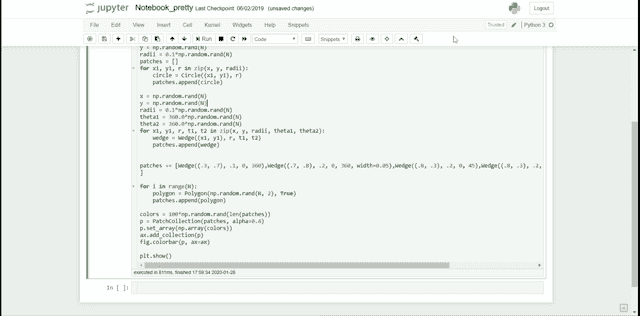 jupyter Notebook_pretty Last Checkpoint: 06/02/2019 (unsaved changes)
Logout
File Edit View Insert Cell Kernel Widgets Help Snippets
Trusted Python 3
Run Code Snippets
y = np.random.rand(N)
radii = 0.1*np.random.rand(N)
patches = []
for x1, y1, r in zip(x, y, radii):
circle = Circle((x1, y1), r)
patches.append(circle)
x = np.random.rand(N)
y = np.random.rand(N)
radii = 0.1*np.random.rand(N)
theta1 = 360.0*np.random.rand(N)
theta2 = 360.0*np.random.rand(N)
for x1, y1, r, t1, t2 in zip(x, y, radii, theta1, theta2):
wedge = Wedge((x1, y1), r, t1, t2)
patches.append(wedge)
patches += [Wedge((.3, .7), .1, 0, 360),Wedge((.7, .8), .2, 0, 360, width=0.05),Wedge((.8, .3), .2, 0, 45),Wedge((.8, .3), .2,
]
for i in range(N):
polygon = Polygon(np.random.rand(N, 2), True)
patches.append(polygon)
colors = 100*np.random.rand(len(patches))
p = PatchCollection(patches, alpha=0.4)
p.set_array(np.array(colors))
ax.add_collection(p)
fig.colorbar(p, ax=ax)
plt.show()
executed in 811ms, finished 17:59:34 2020-01-26
In [ ]: